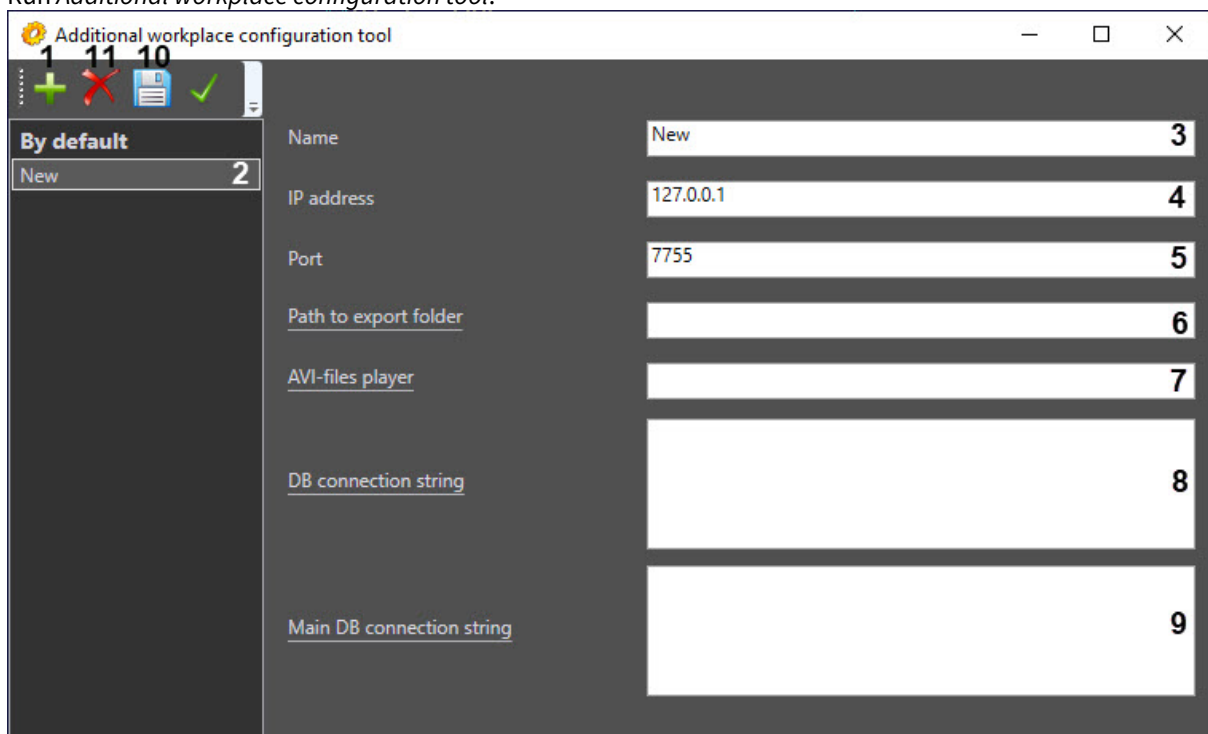 Run Additional workplace configuration tool.
Additional workplace configuration tool
1 11 10
By default
New 2
Name New 3
IP address 127.0.0.1 4
Port 7755 5
Path to export folder 6
AVI-files player 7
DB connection string 8
Main DB connection string 9